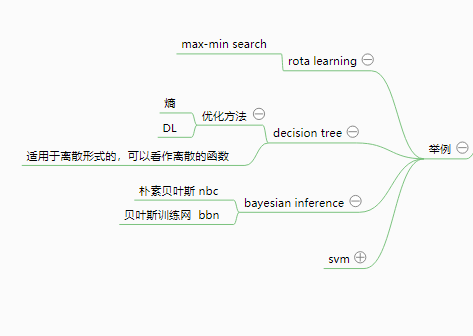 max-min search
rota learning
熵
优化方法
DL
decision tree
适用于离散形式的，可以看作离散的函数
举例
朴素贝叶斯 nbc
bayesian inference
贝叶斯训练网 bbn
svm